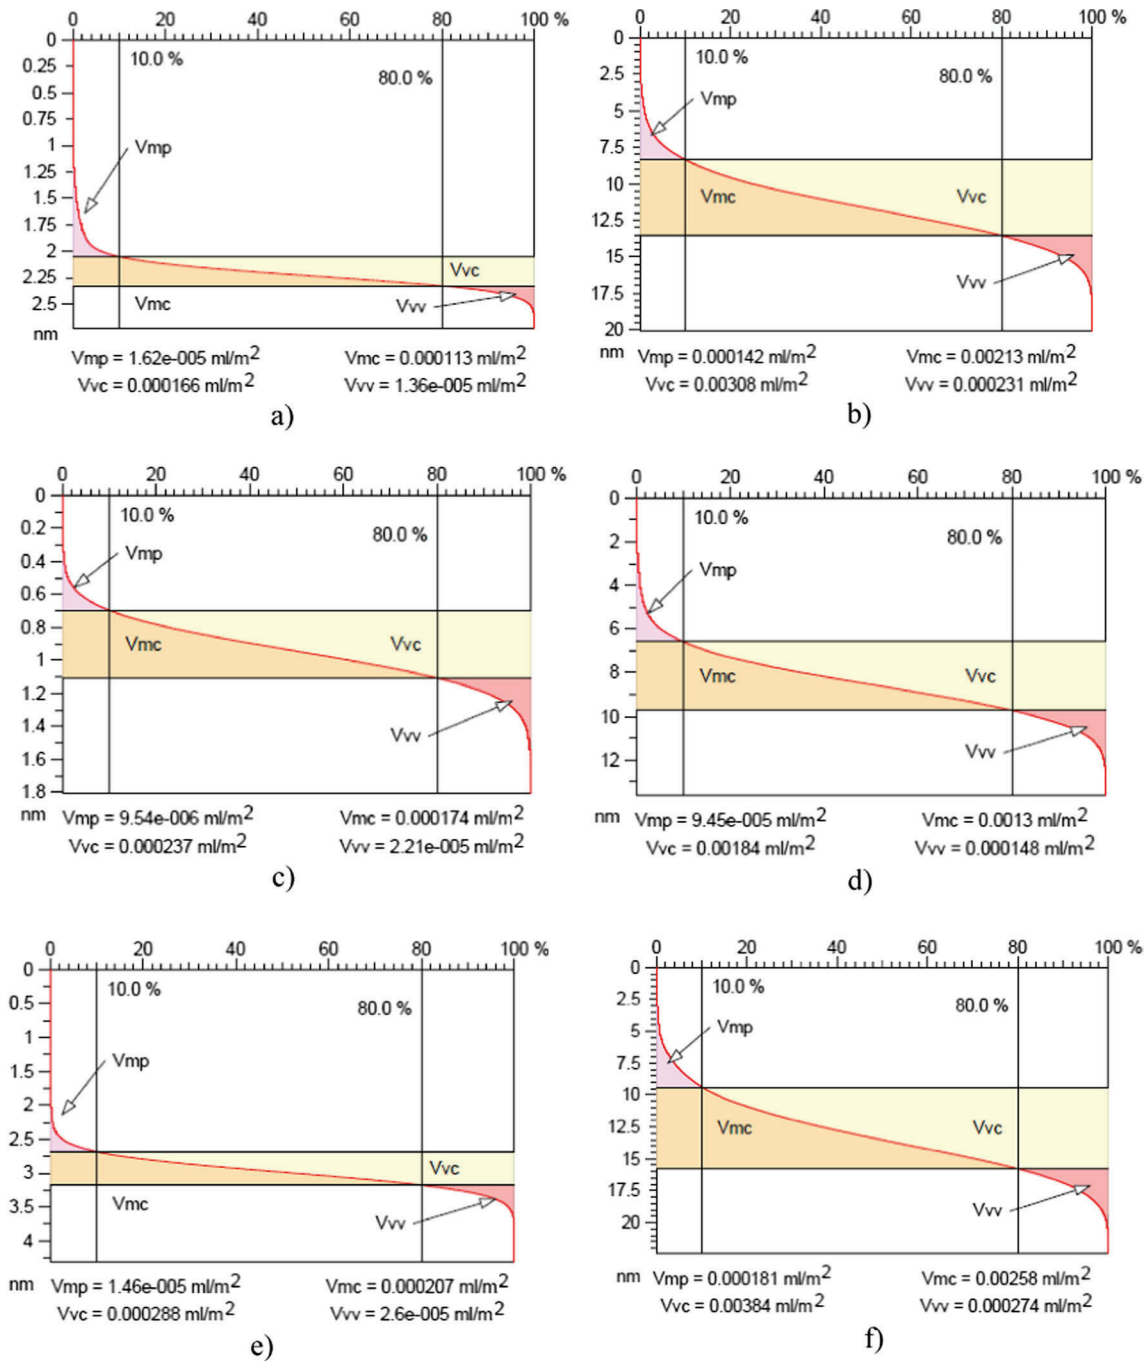 0 20 40 60 80 100 %
10.0 %
80.0 %
0
0.25
0.5
0.75
1
1.25
1.5
1.75
2
2.25
2.5
nm
Vmp
Vvc
Vmc
Vvv
Vmp = 1.62e-005 ml/m² Vmc = 0.000113 ml/m²
Vvc = 0.000166 ml/m² Vvv = 1.36e-005 ml/m²
a)
0 20 40 60 80 100 %
10.0 %
80.0 %
0
2.5
5
7.5
10
12.5
15
17.5
20
nm
Vmp
Vmc Vvc
Vvv
Vmp = 0.000142 ml/m² Vmc = 0.00213 ml/m²
Vvc = 0.00308 ml/m² Vvv = 0.000231 ml/m²
b)
0 20 40 60 80 100 %
10.0 %
80.0 %
0
0.2
0.4
0.6
0.8
1
1.2
1.4
1.6
1.8
nm
Vmp
Vmc Vvc
Vvv
Vmp = 9.54e-006 ml/m² Vmc = 0.000174 ml/m²
Vvc = 0.000237 ml/m² Vvv = 2.21e-005 ml/m²
c)
0 20 40 60 80 100 %
10.0 %
80.0 %
0
2
4
6
8
10
12
nm
Vmp
Vmc Vvc
Vvv
Vmp = 9.45e-005 ml/m² Vmc = 0.0013 ml/m²
Vvc = 0.00184 ml/m² Vvv = 0.000148 ml/m²
d)
0 20 40 60 80 100 %
10.0 %
80.0 %
0
0.5
1
1.5
2
2.5
3
3.5
4
nm
Vmp
Vvc
Vmc
Vvv
Vmp = 1.46e-005 ml/m² Vmc = 0.000207 ml/m²
Vvc = 0.000288 ml/m² Vvv = 2.6e-005 ml/m²
e)
0 20 40 60 80 100 %
10.0 %
80.0 %
0
2.5
5
7.5
10
12.5
15
17.5
20
nm
Vmp
Vmc Vvc
Vvv
Vmp = 0.000181 ml/m² Vmc = 0.00258 ml/m²
Vvc = 0.00384 ml/m² Vvv = 0.000274 ml/m²
f)